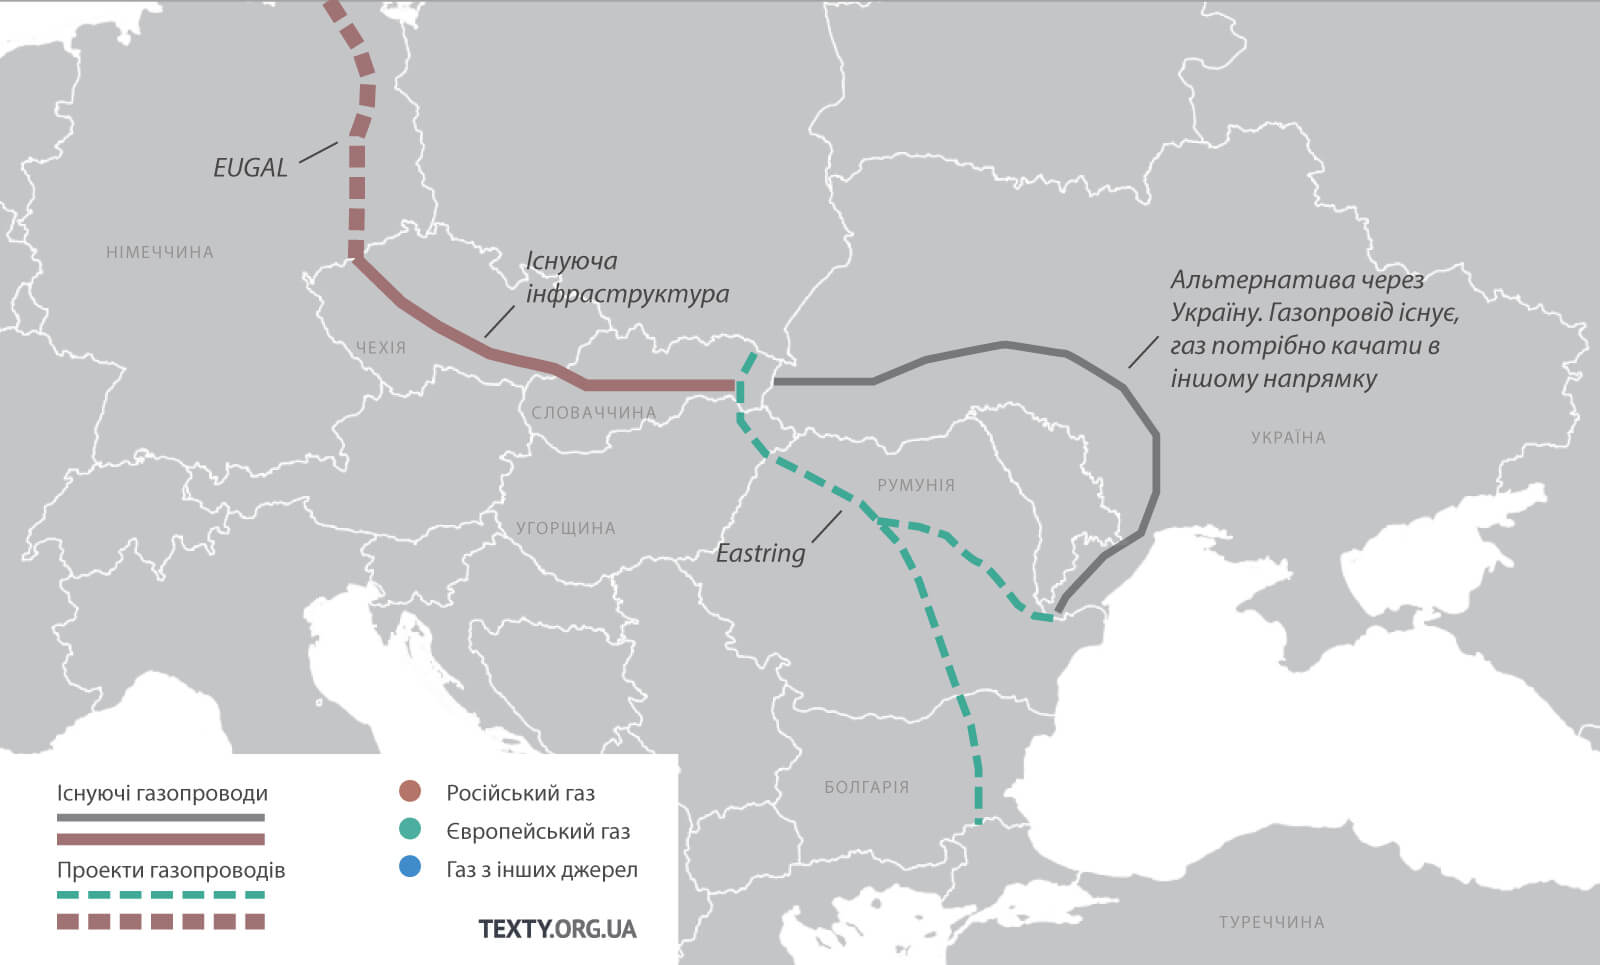 EUGAL
НІМЕЧЧИНА
Існуюча
інфраструктура
Альтернатива через
Україну. Газопровід існує,
газ потрібно качати в
іншому напрямку
ЧЕХІЯ
СЛОВАЧЧИНА
УКРАЇНА
РУМУНІЯ
УГОРЩИНА
Eastring
БОЛГАРІЯ
Існуючі газопроводи
Проекти газопроводів
Російський газ
Європейський газ
Газ з інших джерел
TEXTY.ORG.UA
ТУРЕЧЧИНА